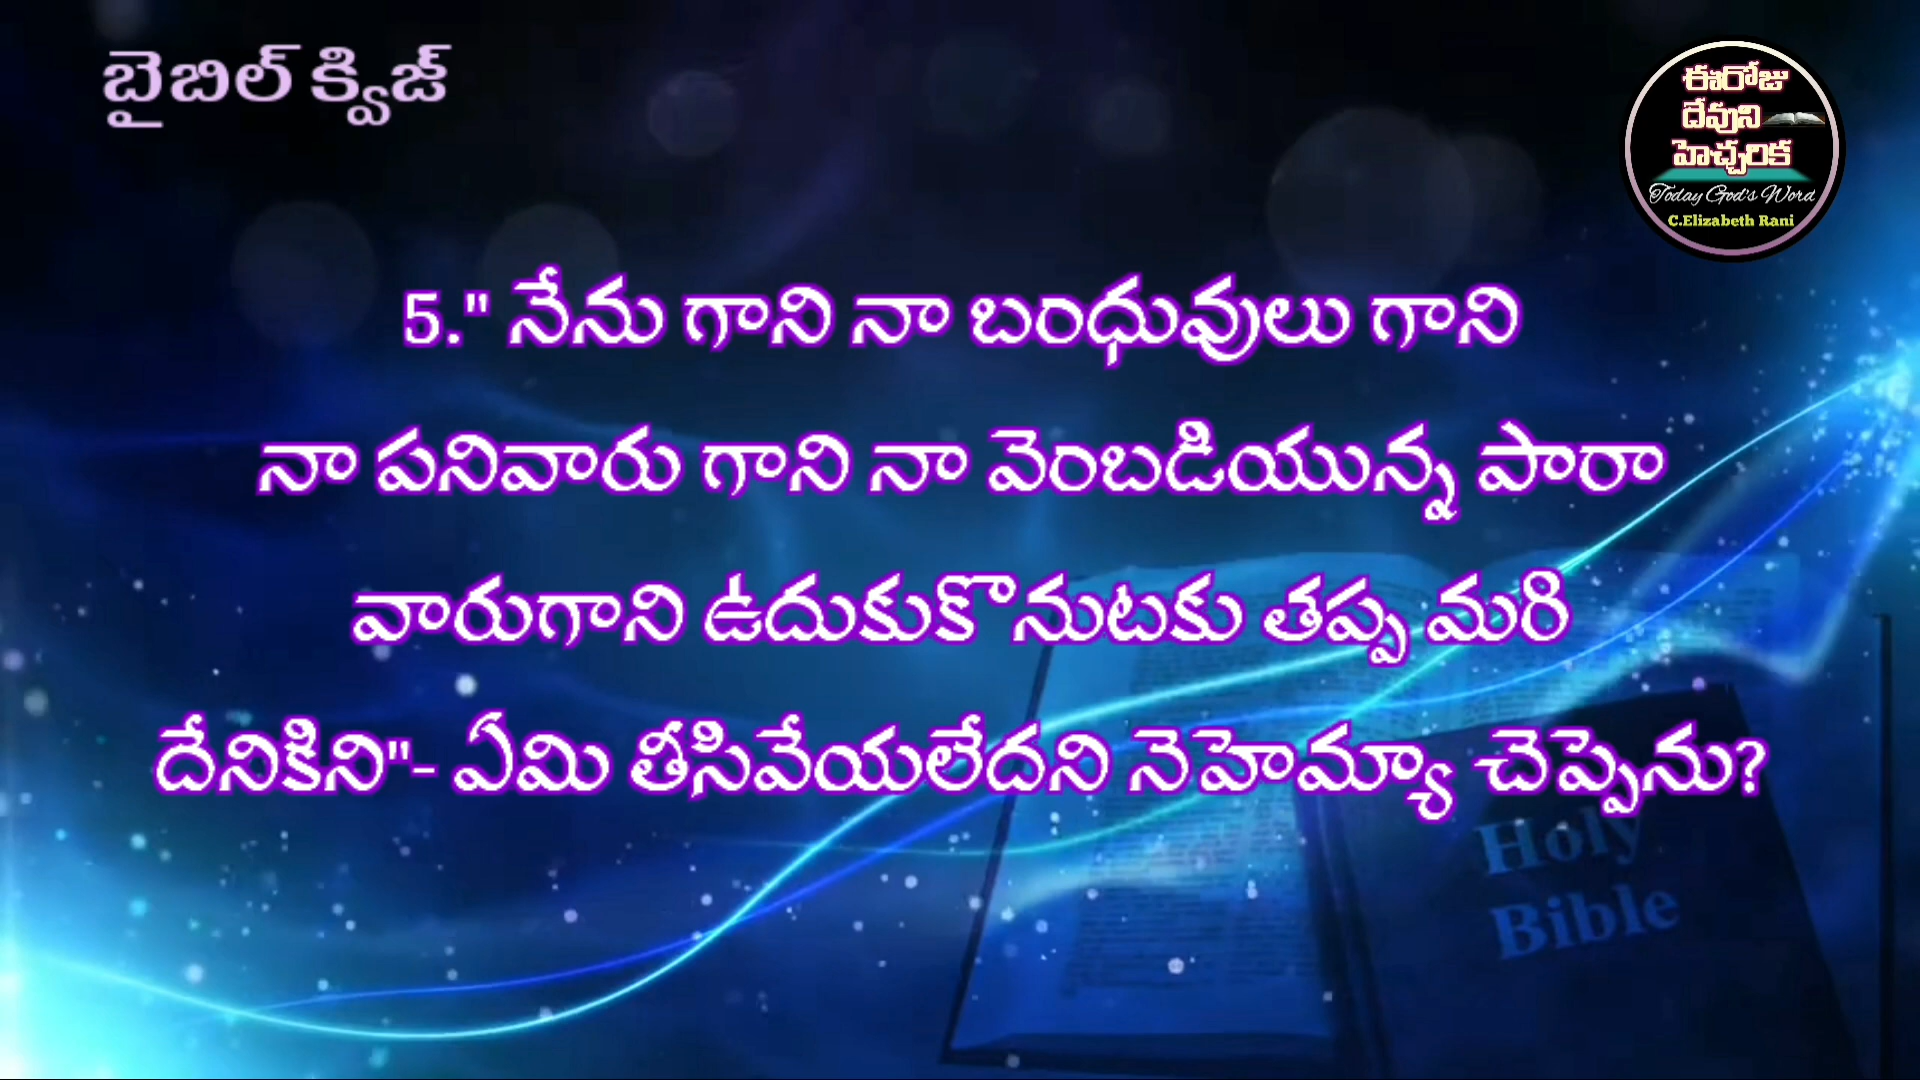 బైబిల్ క్విజ్
ఈరోజు
దేవుని
హెచ్చరిక
Today God's Word
C.Elizabeth Rani
5." నేను గాని నా బంధువులు గాని
నా పనివారు గాని నా వెంబడియున్న పారా
వారుగాని ఉదుకుకొనుటకు తప్ప మరి
దేనికిని"- ఏమి తీసివేయలేదని నెహెమ్యా చెప్పెను?
Holy
Bible